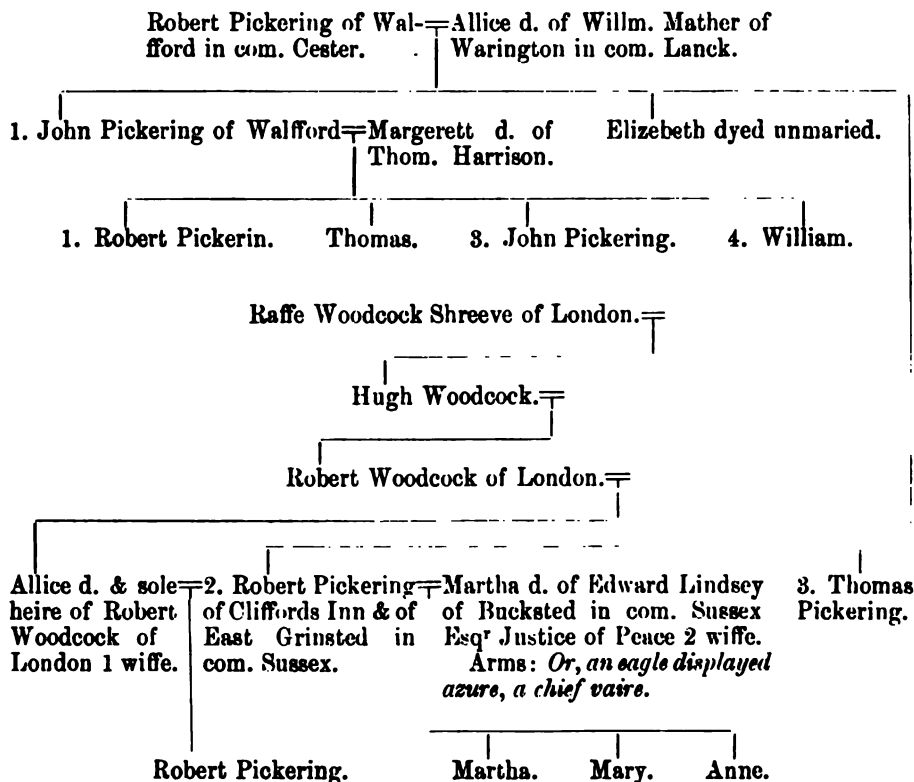 Robert Pickering of Wal-
fford in com. Cester.
Allice d. of Willm. Mather of
Warington in com. Lanck.
1. John Pickering of Walfford
Margerett d. of
Thom. Harrison.
Elizebeth dyed unmaried.
1. Robert Pickerin.
Thomas.
3. John Pickering.
4. William.
Raffe Woodcock Shreeve of London.
Hugh Woodcock.
Robert Woodcock of London.
Allice d. & sole
heire of Robert
Woodcock of
London 1 wiffe.
2. Robert Pickering
of Cliffords Inn & of
East Grinsted in
com. Sussex.
Martha d. of Edward Lindsey
of Bucksted in com. Sussex
Esqr Justice of Peace 2 wiffe.
Arms: Or, an eagle displayed
azure, a chief vaire.
3. Thomas
Pickering.
Robert Pickering.
Martha.
Mary.
Anne.